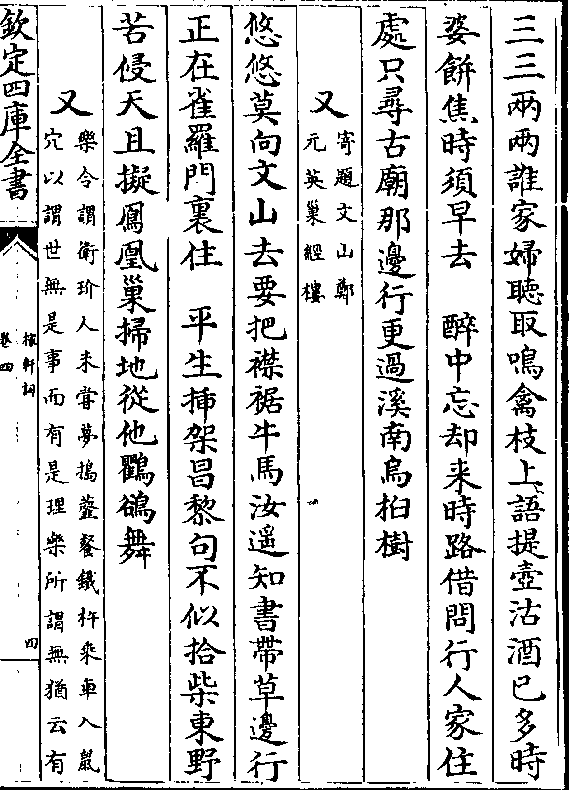 三三兩兩誰家婦聽取鳴禽枝上語提壺沽酒已多時
婆餅焦時須早去　醉中忘却來時路借問行人家住
處只尋古廟那邊行更過溪南烏桕樹
又
寄題文山鄭
元英巢經樓
悠悠莫向文山去要把襟裾牛馬汝遥知書帶草邊行
正在雀羅門裏住　平生插架昌黎句不似拾柴東野
苦侵天且擬鳳凰巢掃地從他鸜鵒舞
又
樂令謂衛玠人未嘗夢擣虀餐鐵杵乘車入鼠
穴以謂世無是事而有是理樂所謂無猶云有
欽定四庫全書
稼軒詞
卷四
四